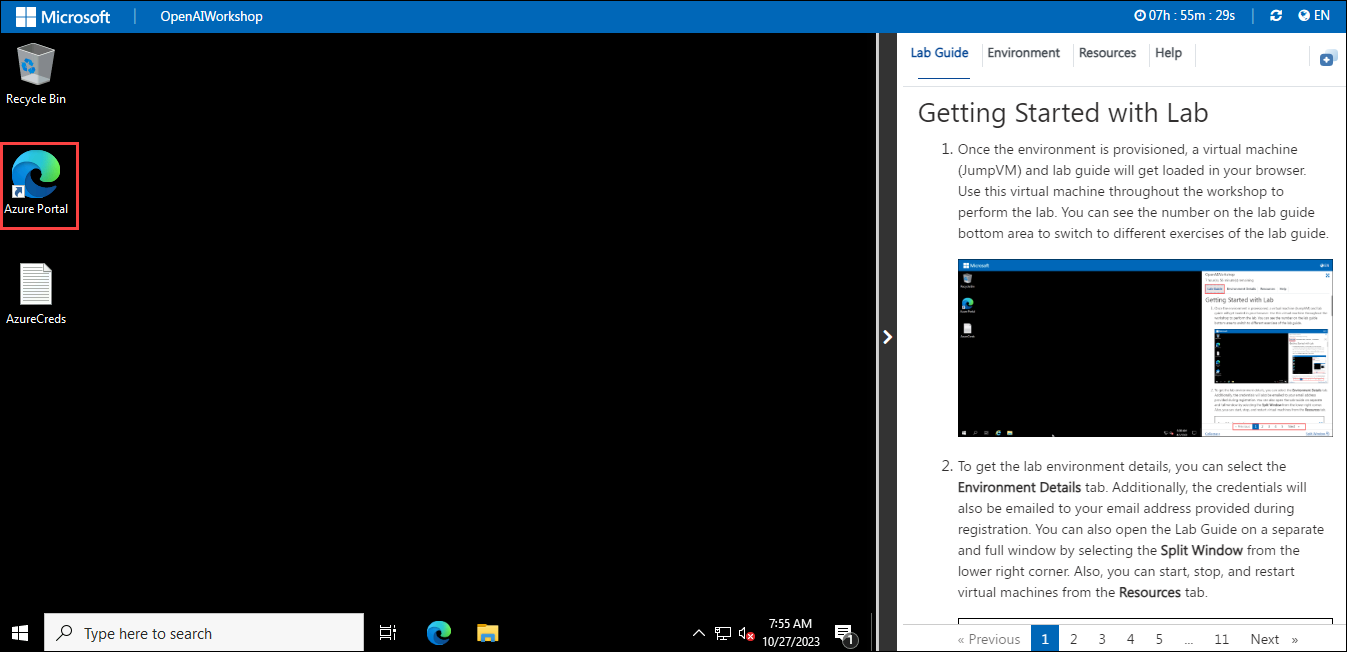 Microsoft
OpenAIWorkshop
07h : 55m : 29s
EN
Recycle Bin
Azure Portal
AzureCreds
Type here to search
7:55 AM
10/27/2023
1
Lab Guide
Environment
Resources
Help
Getting Started with Lab
1. Once the environment is provisioned, a virtual machine
(JumpVM) and lab guide will get loaded in your browser.
Use this virtual machine throughout the workshop to
perform the lab. You can see the number on the lab guide
bottom area to switch to different exercises of the lab guide.
Microsoft
Getting Started with Lab
2. To get the lab environment details, you can select the
Environment Details tab. Additionally, the credentials will
also be emailed to your email address provided during
registration. You can also open the Lab Guide on a separate
and full window by selecting the Split Window from the
lower right corner. Also, you can start, stop, and restart
virtual machines from the Resources tab.
« Previous 1 2 3 4 5 ... 11 Next »